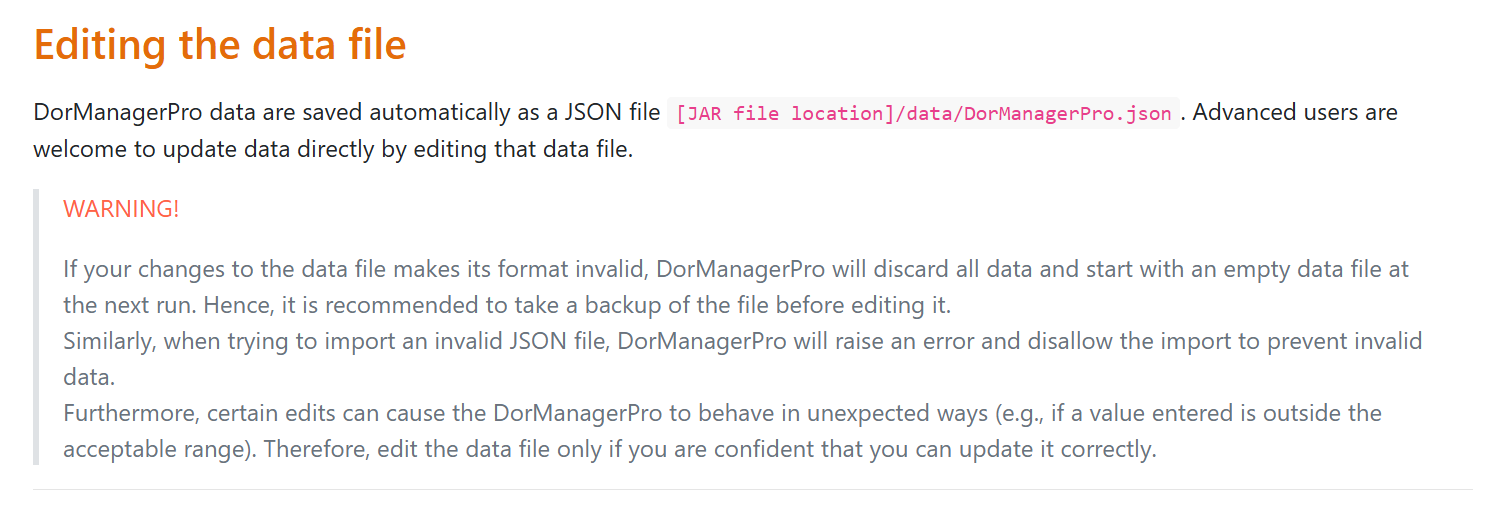 Editing the data file
DorManagerPro data are saved automatically as a JSON file [JAR file location]/data/DorManagerPro.json. Advanced users are
welcome to update data directly by editing that data file.
WARNING!
If your changes to the data file makes its format invalid, DorManagerPro will discard all data and start with an empty data file at
the next run. Hence, it is recommended to take a backup of the file before editing it.
Similarly, when trying to import an invalid JSON file, DorManagerPro will raise an error and disallow the import to prevent invalid
data.
Furthermore, certain edits can cause the DorManagerPro to behave in unexpected ways (e.g., if a value entered is outside the
acceptable range). Therefore, edit the data file only if you are confident that you can update it correctly.